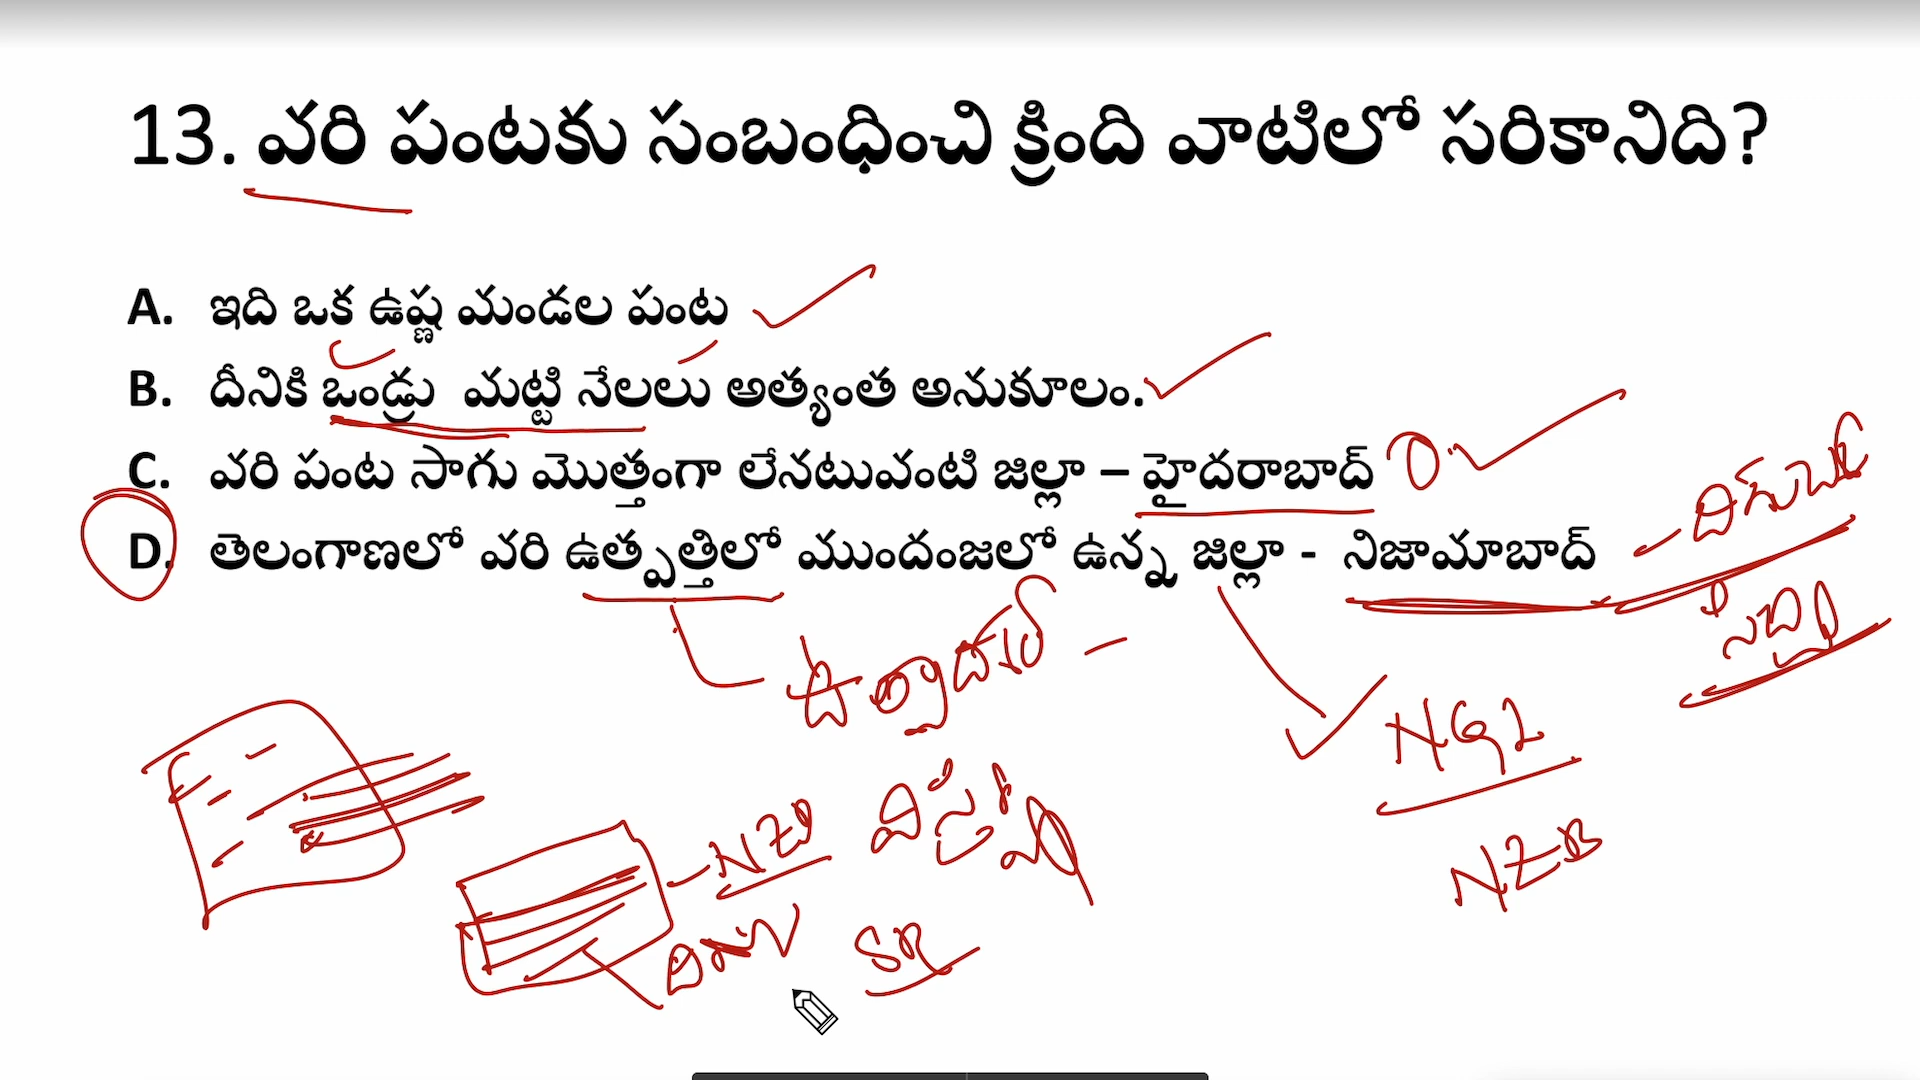 13. వరి పంటకు సంబంధించి క్రింది వాటిలో సరికానిది?
A. ఇది ఒక ఉష్ణ మండల పంట
B. దీనికి ఒండ్రు మట్టి నేలలు అత్యంత అనుకూలం.
C. వరి పంట సాగు మొత్తంగా లేనటువంటి జిల్లా – హైదరాబాద్ 0
D. తెలంగాణలో వరి ఉత్పత్తిలో ముందంజలో ఉన్న జిల్లా - నిజామాబాద్
NZB
SR